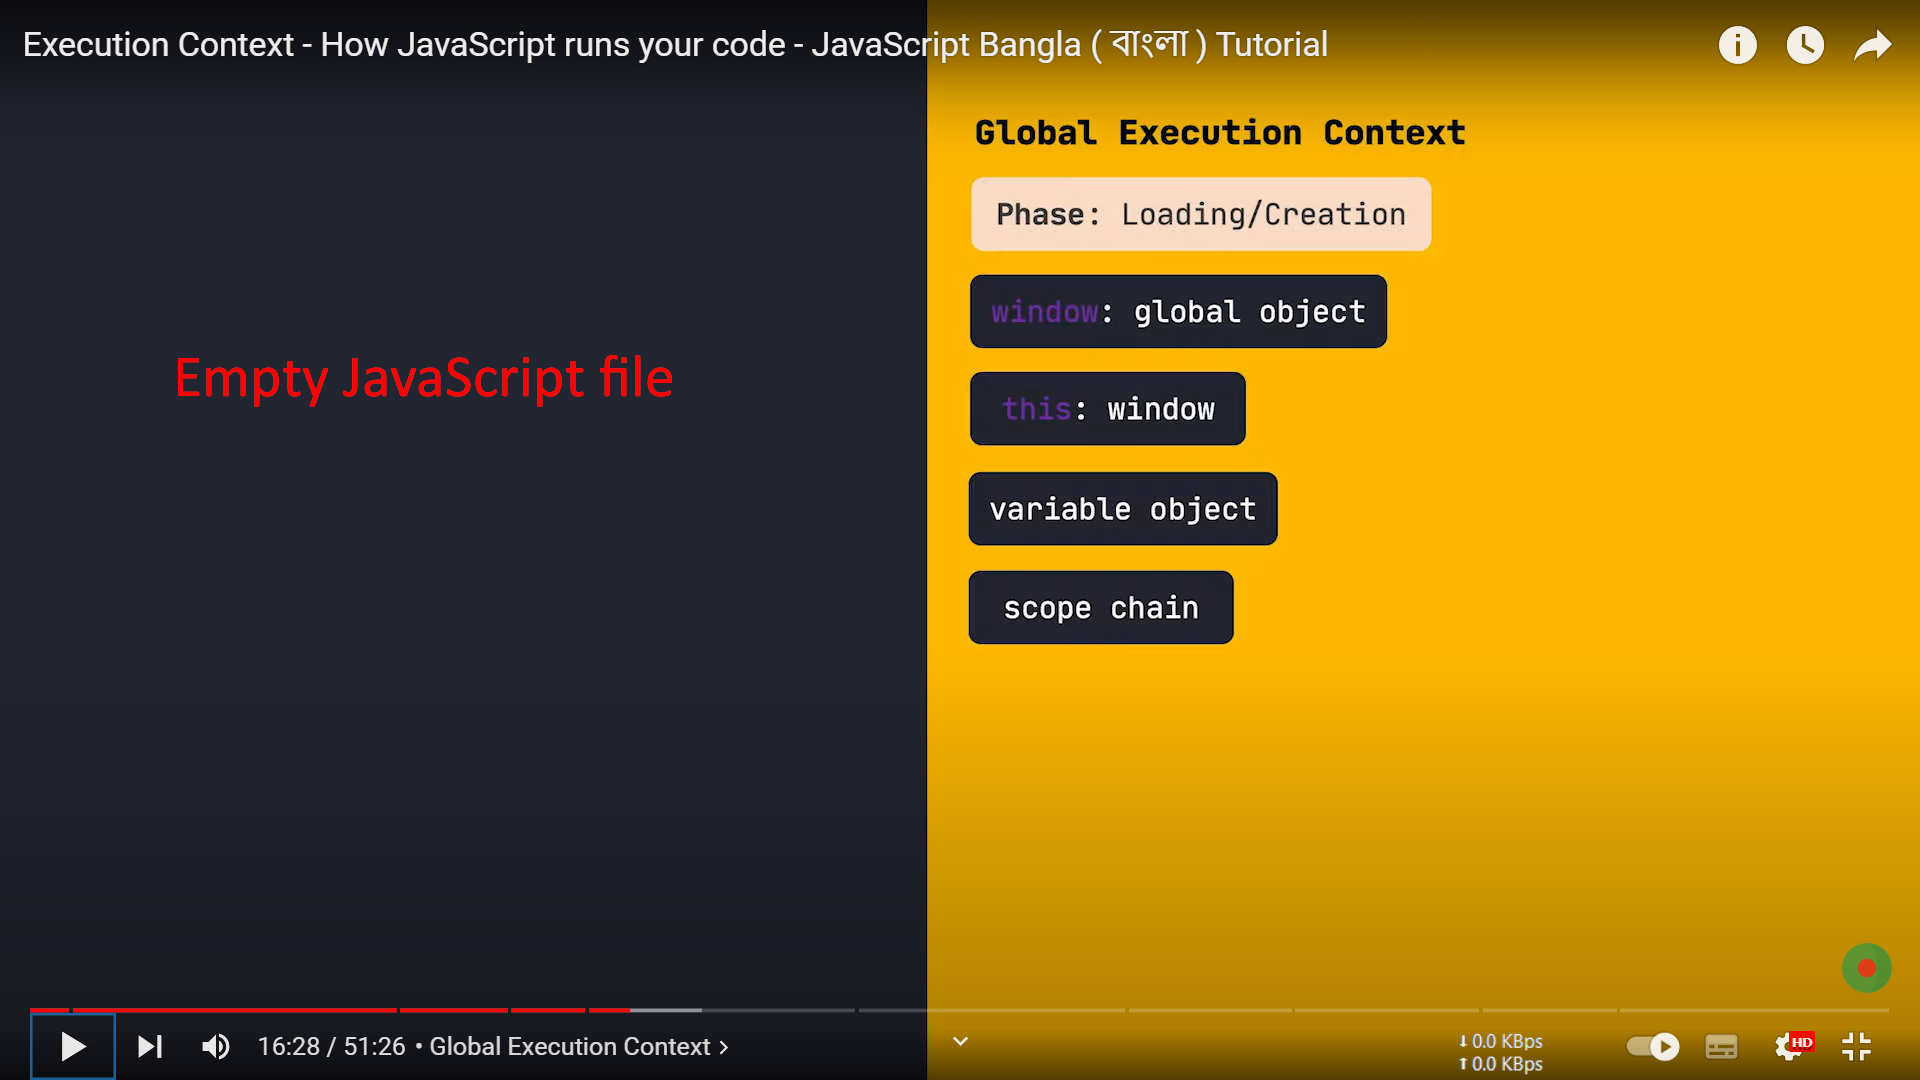 Execution Context - How JavaScript runs your code - JavaScript Bangla ( বাংলা ) Tutorial
Global Execution Context
Phase: Loading/Creation
window: global object
Empty JavaScript file
this: window
variable object
scope chain
16:28 / 51:26 • Global Execution Context
0.0 KBps
0.0 KBps
HD